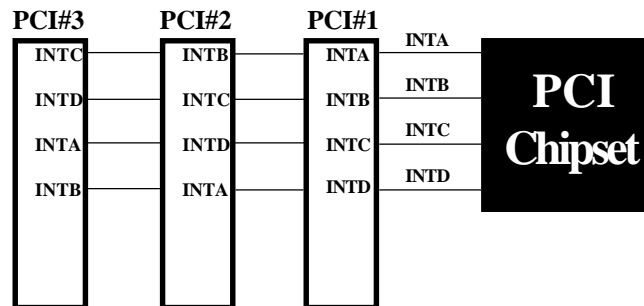 PCI#3 PCI#2 PCI#1
INTC INTB INTA INTA
INTD INTC INTB INTB
INTA INTD INTC INTC
INTB INTA INTD INTD
PCI
Chipset